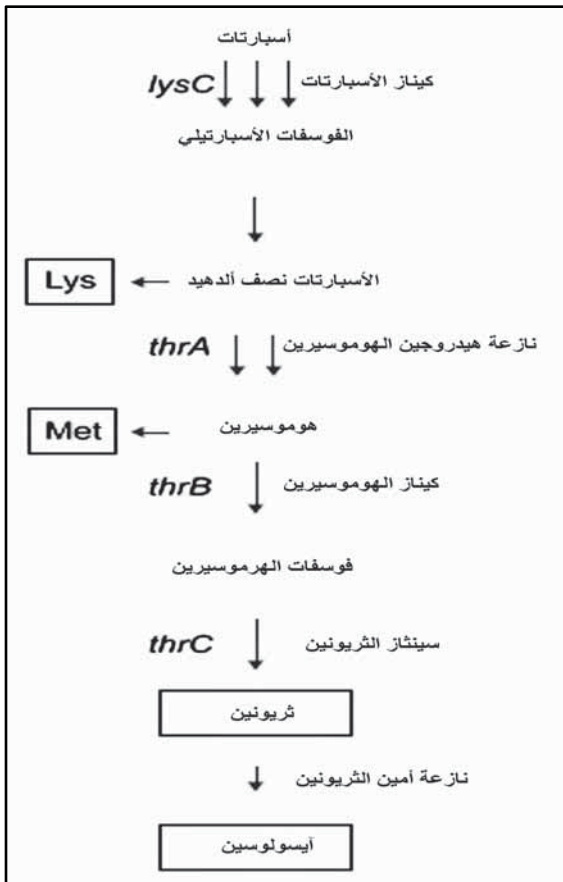 أسبارتات
lysC كيناز الأسبارتات
الفوسفات الأسبارتيلي
Lys الأسبارتات نصف ألدهيد
thrA نازعة هيدروجين الهوموسيرين
Met هوموسيرين
thrB كيناز الهوموسيرين
فوسفات الهرموسيرين
thrC سينثاز الثريونين
ثريونين
نازعة أمين الثريونين
آيسولوسين